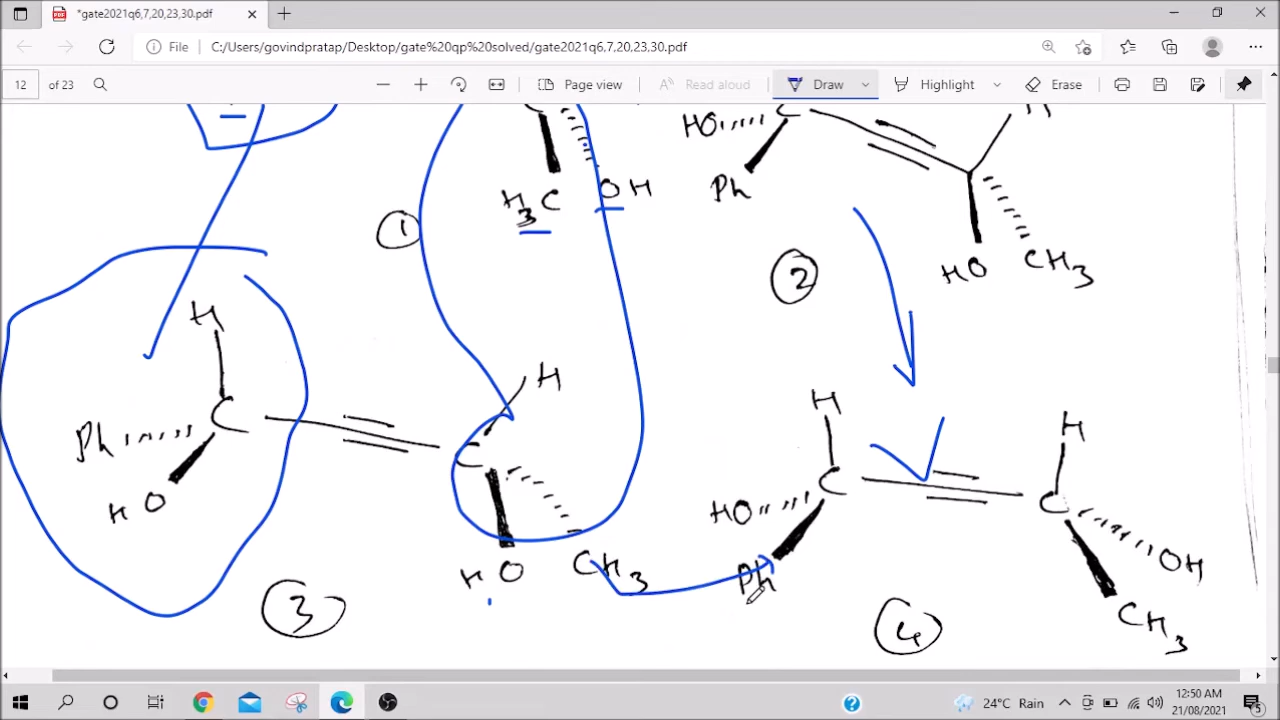 *gate2021q6,7,20,23,30.pdf
File C:/Users/govindpratap/Desktop/gate%20qp%20solved/gate2021q6,7,20,23,30.pdf
12 of 23 Page view Read aloud Draw Highlight Erase
HO C H
Ph
H3C OH
①
HO CH3
②
H
Ph C
HO
C H
HO CH3
③
H
HO C
Ph
H
C OH
CH3
④
24°C Rain 12:50 AM
21/08/2021
5